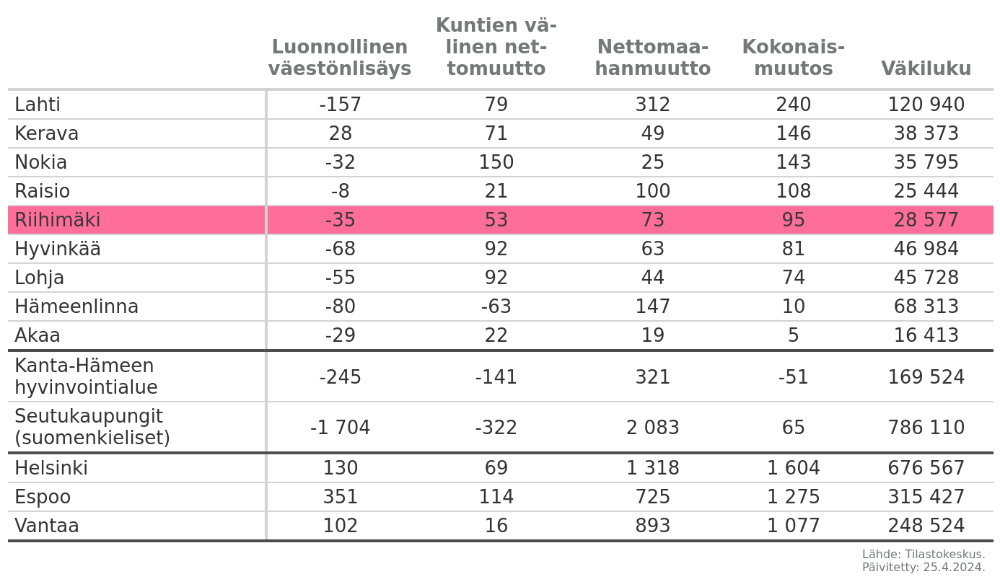 Luonnollinen väestönlisäys Kuntien vä-linen net-tomuutto Nettomaa-hanmuutto Kokonais-muutos Väkiluku
Lahti -157 79 312 240 120 940
Kerava 28 71 49 146 38 373
Nokia -32 150 25 143 35 795
Raisio -8 21 100 108 25 444
Riihimäki -35 53 73 95 28 577
Hyvinkää -68 92 63 81 46 984
Lohja -55 92 44 74 45 728
Hämeenlinna -80 -63 147 10 68 313
Akaa -29 22 19 5 16 413
Kanta-Hämeen
hyvinvointialue -245 -141 321 -51 169 524
Seutukaupungit
(suomenkieliset) -1 704 -322 2 083 65 786 110
Helsinki 130 69 1 318 1 604 676 567
Espoo 351 114 725 1 275 315 427
Vantaa 102 16 893 1 077 248 524
Lähde: Tilastokeskus.
Päivitetty: 25.4.2024.